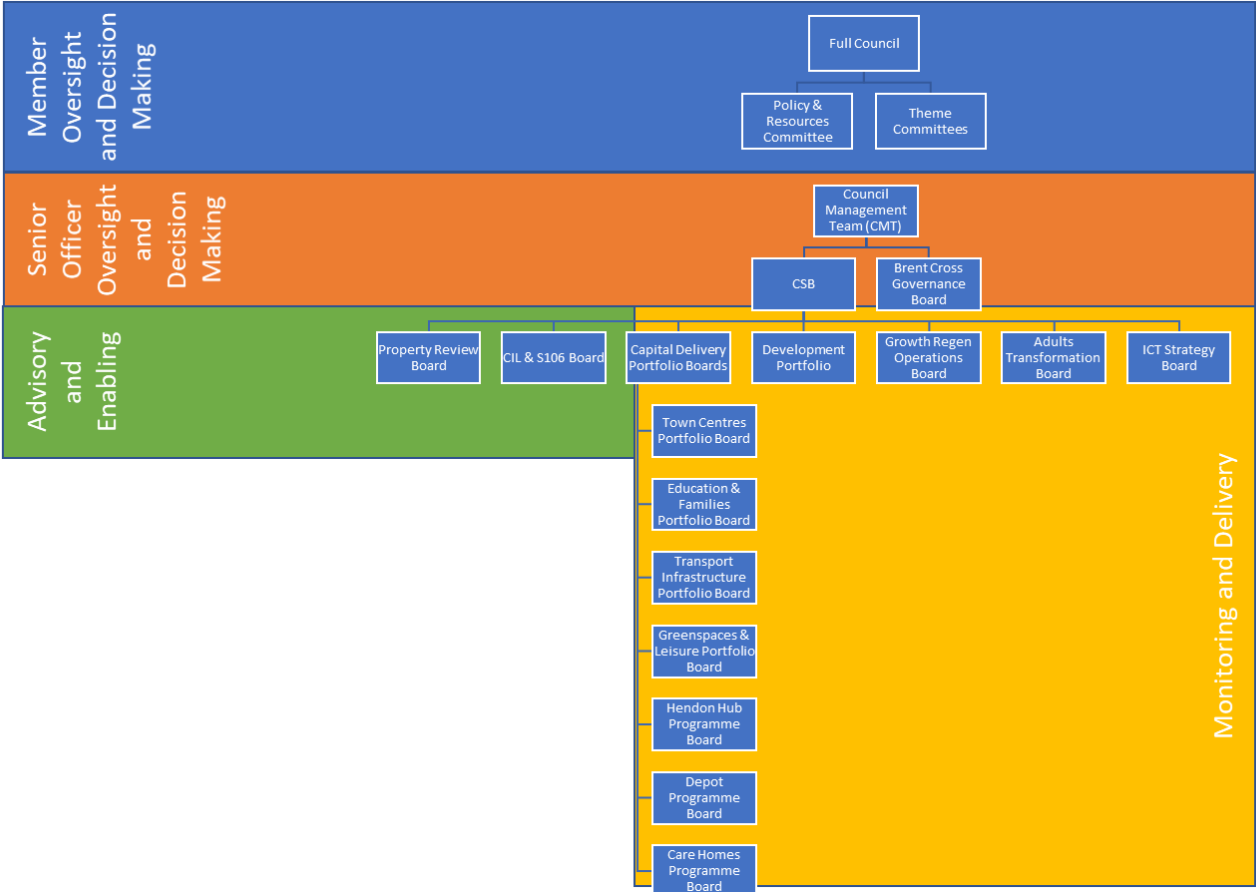 Member
Oversight
and Decision
Making
Full Council
Policy &
Resources
Committee
Theme
Committees
Senior
Officer
Oversight
and
Decision
Making
Council
Management
Team (CMT)
CSB
Brent Cross
Governance
Board
Advisory
and
Enabling
Property Review
Board
CIL & S106 Board
Capital Delivery
Portfolio Boards
Development
Portfolio
Growth Regen
Operations
Board
Adults
Transformation
Board
ICT Strategy
Board
Town Centres
Portfolio Board
Education &
Families
Portfolio Board
Transport
Infrastructure
Portfolio Board
Greenspaces &
Leisure Portfolio
Board
Hendon Hub
Programme
Board
Depot
Programme
Board
Care Homes
Programme
Board
Monitoring and Delivery